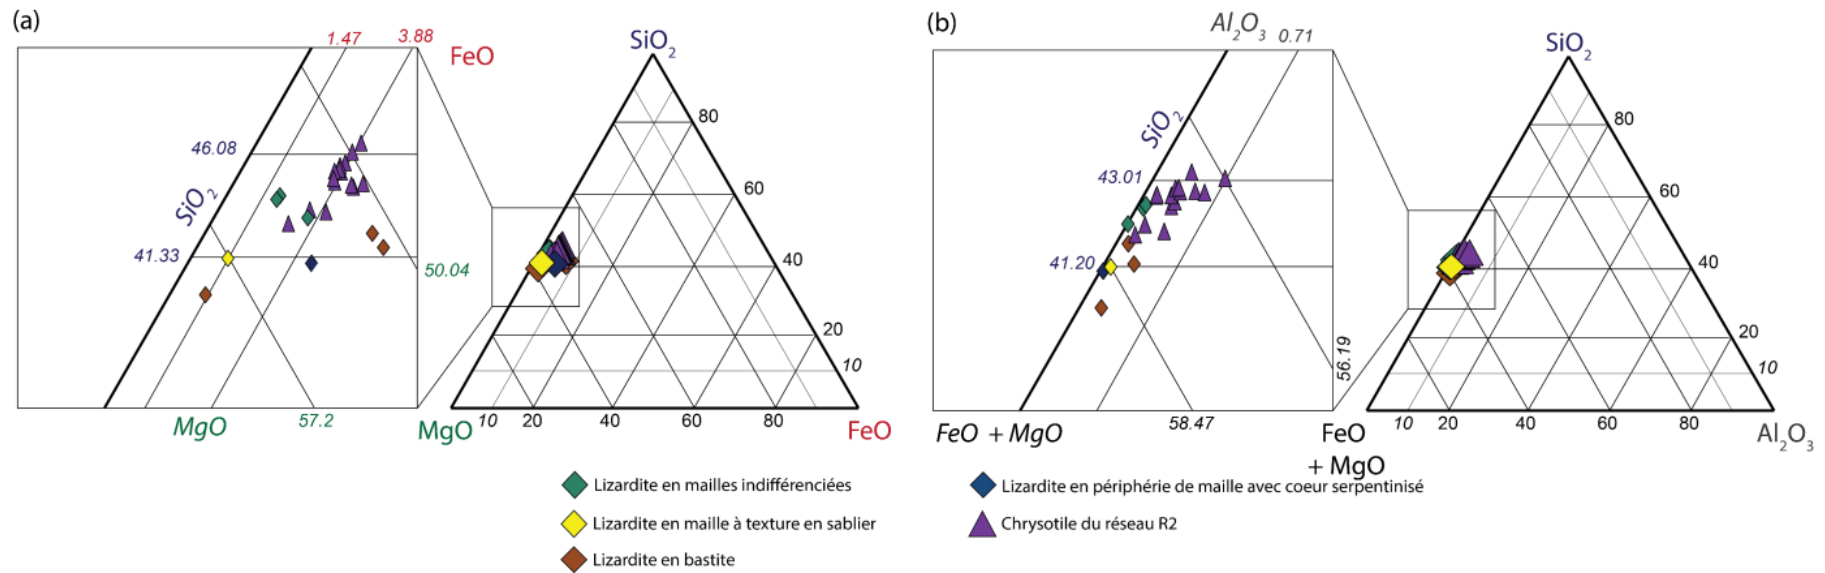 (a)
1.47
3.88
FeO
46.08
SiO2
41.33
50.04
MgO
57.2
SiO2
80
60
40
20
10
MgO
10
20
40
60
80
FeO
(b)
Al2O3
0.71
SiO2
43.01
41.20
56.19
FeO + MgO
58.47
SiO2
80
60
40
20
10
FeO
+ MgO
10
20
40
60
80
Al2O3
Lizardite en mailles indifférenciées
Lizardite en maille à texture en sablier
Lizardite en bastite
Lizardite en périphérie de maille avec coeur serpentinisé
Chrysotile du réseau R2